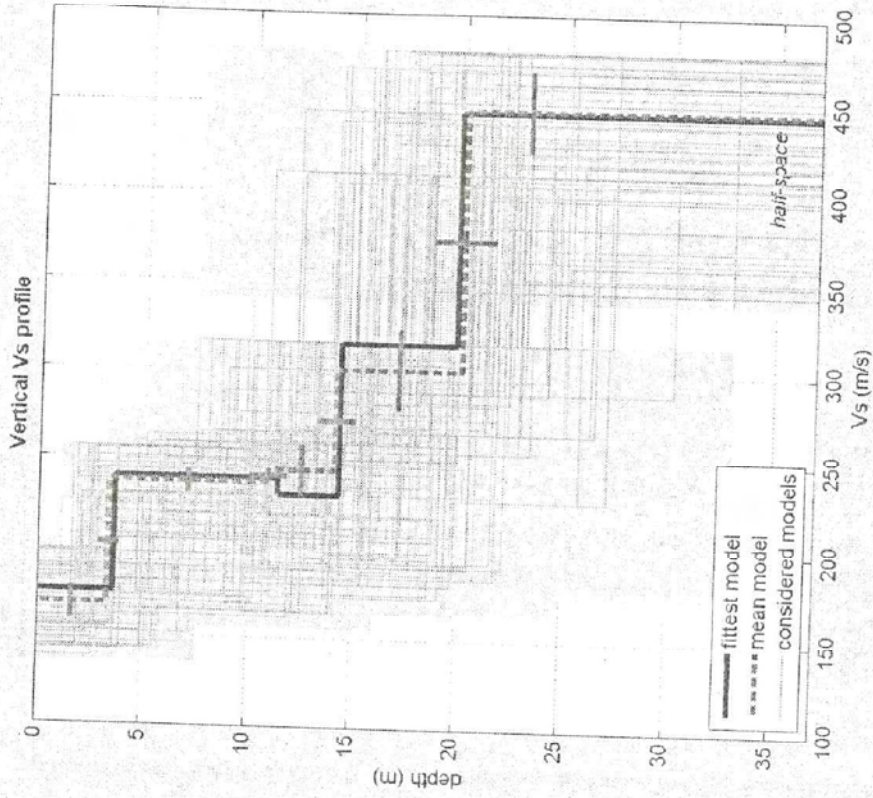 Vertical Vs profile
0
5
10
15
20
25
30
35
depth (m)
half-space
fittest model
mean model
considered models
100
150
200
250
300
350
400
450
500
Vs (m/s)